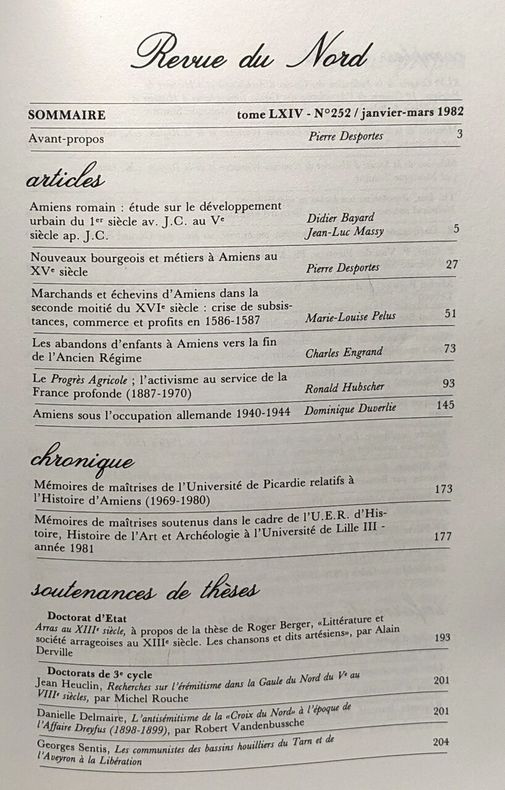 Revue du Nord
SOMMAIRE tome LXIV - N°252 / janvier-mars 1982
Avant-propos Pierre Desportes 3
articles
Amiens romain : étude sur le développement
urbain du 1er siècle av. J.C. au Ve
siècle ap. J.C. Didier Bayard
Jean-Luc Massy 5
Nouveaux bourgeois et métiers à Amiens au
XVe siècle Pierre Desportes 27
Marchands et échevins d'Amiens dans la
seconde moitié du XVIe siècle : crise de subsis-
tances, commerce et profits en 1586-1587 Marie-Louise Pelus 51
Les abandons d'enfants à Amiens vers la fin
de l'Ancien Régime Charles Engrand 73
Le Progrès Agricole ; l'activisme au service de la
France profonde (1887-1970) Ronald Hubscher 93
Amiens sous l'occupation allemande 1940-1944 Dominique Duverlie 145
chronique
Mémoires de maîtrises de l'Université de Picardie relatifs à
l'Histoire d'Amiens (1969-1980) 173
Mémoires de maîtrises soutenus dans le cadre de l'U.E.R. d'His-
toire, Histoire de l'Art et Archéologie à l'Université de Lille III -
année 1981 177
soutenances de thèses
Doctorat d'Etat
Arras au XIIIe siècle, à propos de la thèse de Roger Berger, «Littérature et
société arrageoises au XIIIe siècle. Les chansons et dits artésiens», par Alain
Derville 193
Doctorats de 3e cycle
Jean Heuclin, Recherches sur l'érémitisme dans la Gaule du Nord du Ve au
VIIIe siècles, par Michel Rouche 201
Danielle Delmaire, L'antisémitisme de la «Croix du Nord» à l'époque de
l'Affaire Dreyfus (1898-1899), par Robert Vandenbussche 201
Georges Sentis, Les communistes des bassins houilliers du Tarn et de
l'Aveyron à la Libération 204